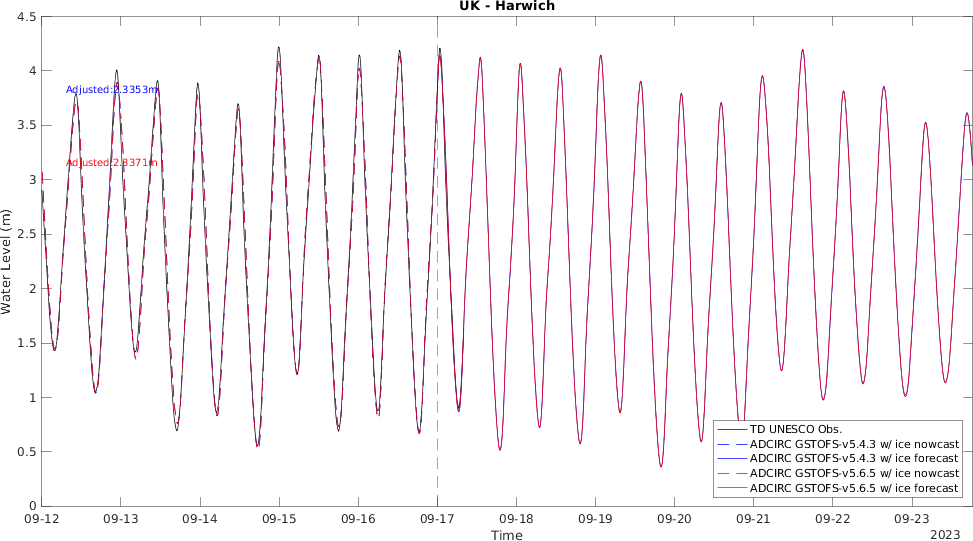 UK - Harwich
4.5
4
3.5
3
2.5
2
1.5
1
0.5
0
Water Level (m)
Adjusted:2.3353m
Adjusted:2.3371m
TD UNESCO Obs.
ADCIRC GSTOFS-v5.4.3 w/ ice nowcast
ADCIRC GSTOFS-v5.4.3 w/ ice forecast
ADCIRC GSTOFS-v5.6.5 w/ ice nowcast
ADCIRC GSTOFS-v5.6.5 w/ ice forecast
09-12 09-13 09-14 09-15 09-16 09-17 09-18 09-19 09-20 09-21 09-22 09-23
Time
2023